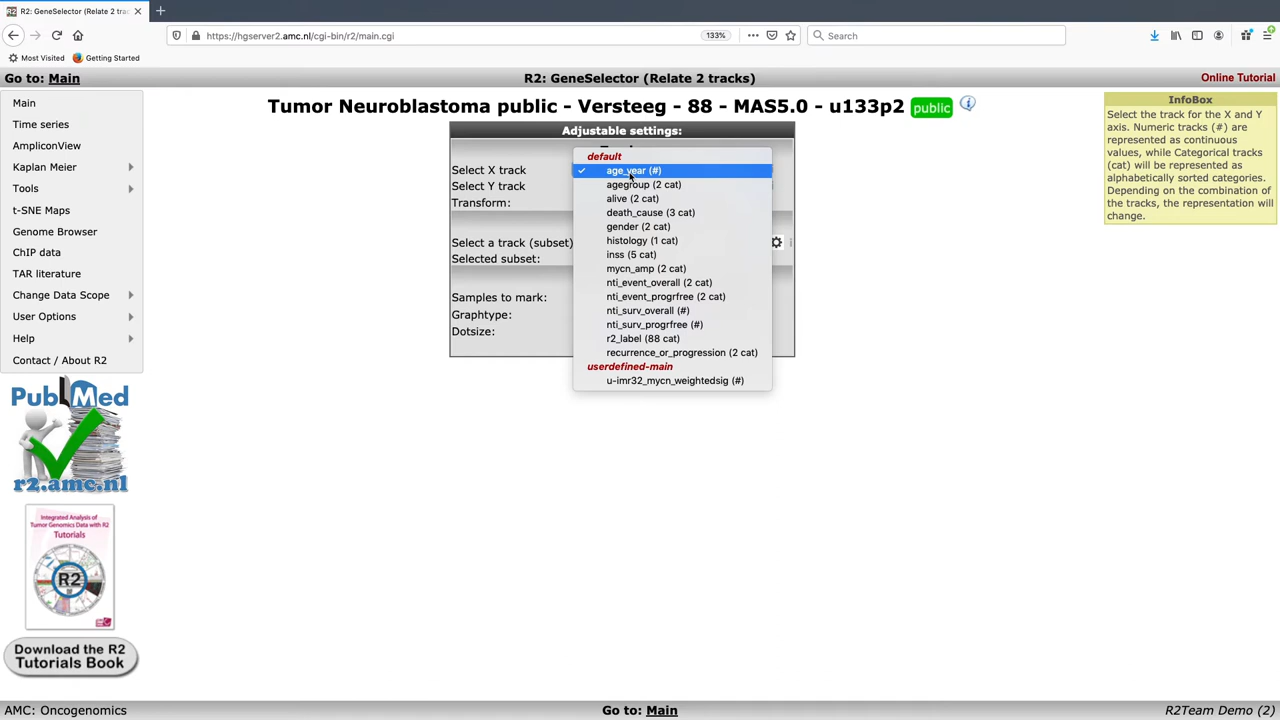 R2: GeneSelector (Relate 2 trac
https://hgserver2.amc.nl/cgi-bin/r2/main.cgi
133%
Search
Most Visited
Getting Started
Go to: Main
R2: GeneSelector (Relate 2 tracks)
Online Tutorial
Main
Time series
AmpliconView
Kaplan Meier
Tools
t-SNE Maps
Genome Browser
ChIP data
TAR literature
Change Data Scope
User Options
Help
Contact / About R2
PubMed
r2.amc.nl
Integrated Analysis of
Tumor Genomics Data with R2
Tutorials
R2
Download the R2
Tutorials Book
Tumor Neuroblastoma public - Versteeg - 88 - MAS5.0 - u133p2 public
Adjustable settings:
Select X track
Select Y track
Transform:
Select a track (subset)
Selected subset:
Samples to mark:
Graphtype:
Dotsize:
default
age_year (#)
agegroup (2 cat)
alive (2 cat)
death_cause (3 cat)
gender (2 cat)
histology (1 cat)
inss (5 cat)
mycn_amp (2 cat)
nti_event_overall (2 cat)
nti_event_progrfree (2 cat)
nti_surv_overall (#)
nti_surv_progrfree (#)
r2_label (88 cat)
recurrence_or_progression (2 cat)
userdefined-main
u-imr32_mycn_weightedsig (#)
InfoBox
Select the track for the X and Y
axis. Numeric tracks (#) are
represented as continuous
values, while Categorical tracks
(cat) will be represented as
alphabetically sorted categories.
Depending on the combination of
the tracks, the representation will
change.
AMC: Oncogenomics
Go to: Main
R2Team Demo (2)